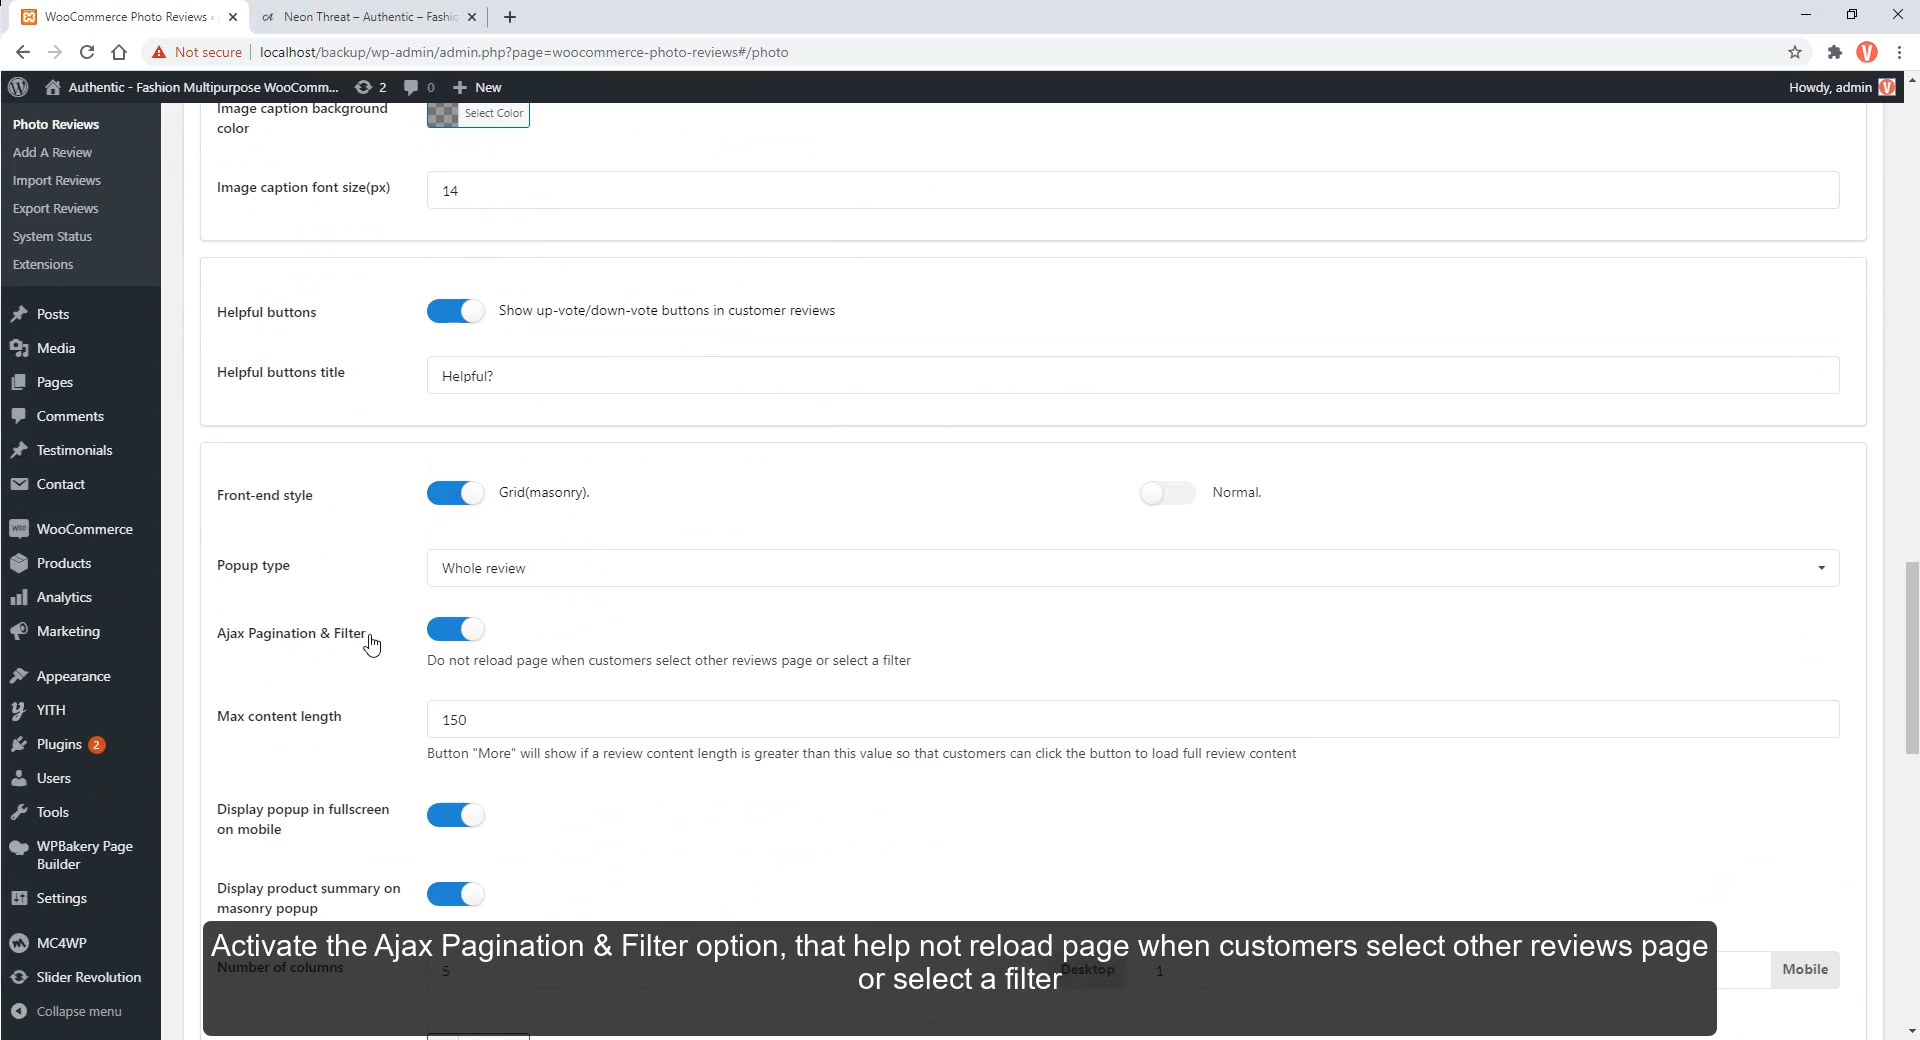 WooCommerce Photo Reviews ‹
Neon Threat – Authentic – Fashio
Not secure
localhost/backup/wp-admin/admin.php?page=woocommerce-photo-reviews#/photo
Authentic - Fashion Multipurpose WooComm...
2
0
New
Howdy, admin
Photo Reviews
Add A Review
Import Reviews
Export Reviews
System Status
Extensions
Posts
Media
Pages
Comments
Testimonials
Contact
WooCommerce
Products
Analytics
Marketing
Appearance
YITH
Plugins 2
Users
Tools
WPBakery Page
Builder
Settings
MC4WP
Slider Revolution
Collapse menu
Image caption background
color
Select Color
Image caption font size(px)
14
Helpful buttons
Show up-vote/down-vote buttons in customer reviews
Helpful buttons title
Helpful?
Front-end style
Grid(masonry).
Normal.
Popup type
Whole review
Ajax Pagination & Filter
Do not reload page when customers select other reviews page or select a filter
Max content length
150
Button "More" will show if a review content length is greater than this value so that customers can click the button to load full review content
Display popup in fullscreen
on mobile
Display product summary on
masonry popup
Number of columns
5
Desktop
1
Mobile
Activate the Ajax Pagination & Filter option, that help not reload page when customers select other reviews page
or select a filter